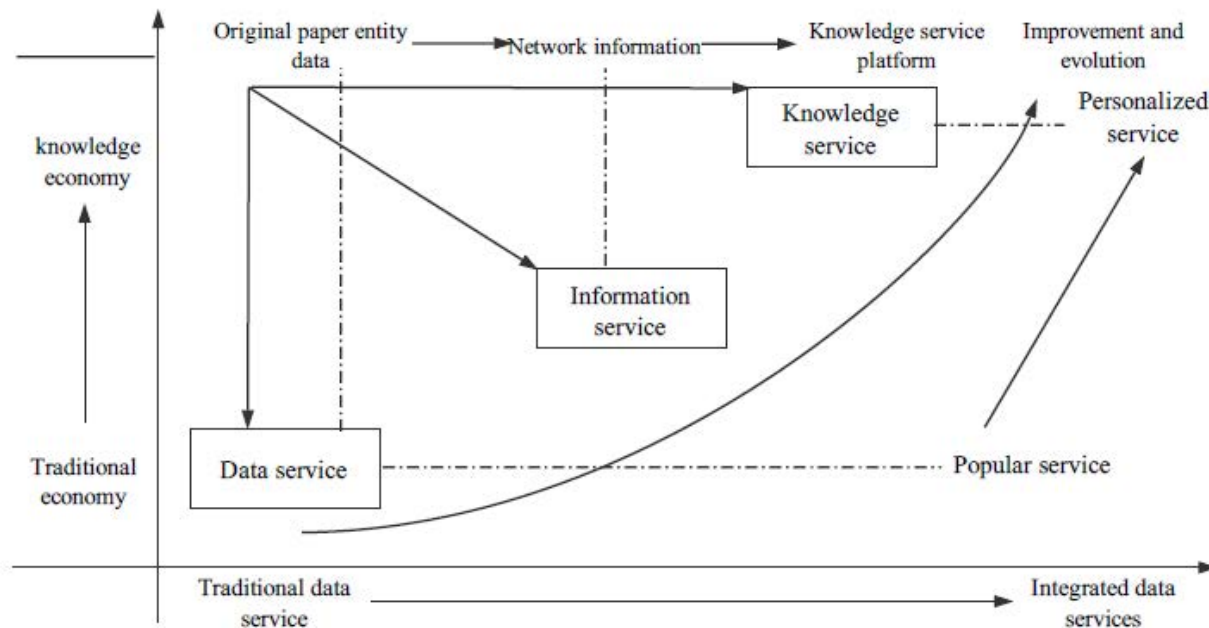 Original paper entity
data
Network information
Knowledge service
platform
Improvement and
evolution
Knowledge
service
Personalized
service
knowledge
economy
Information
service
Data service
Popular service
Traditional
economy
Traditional data
service
Integrated data
services